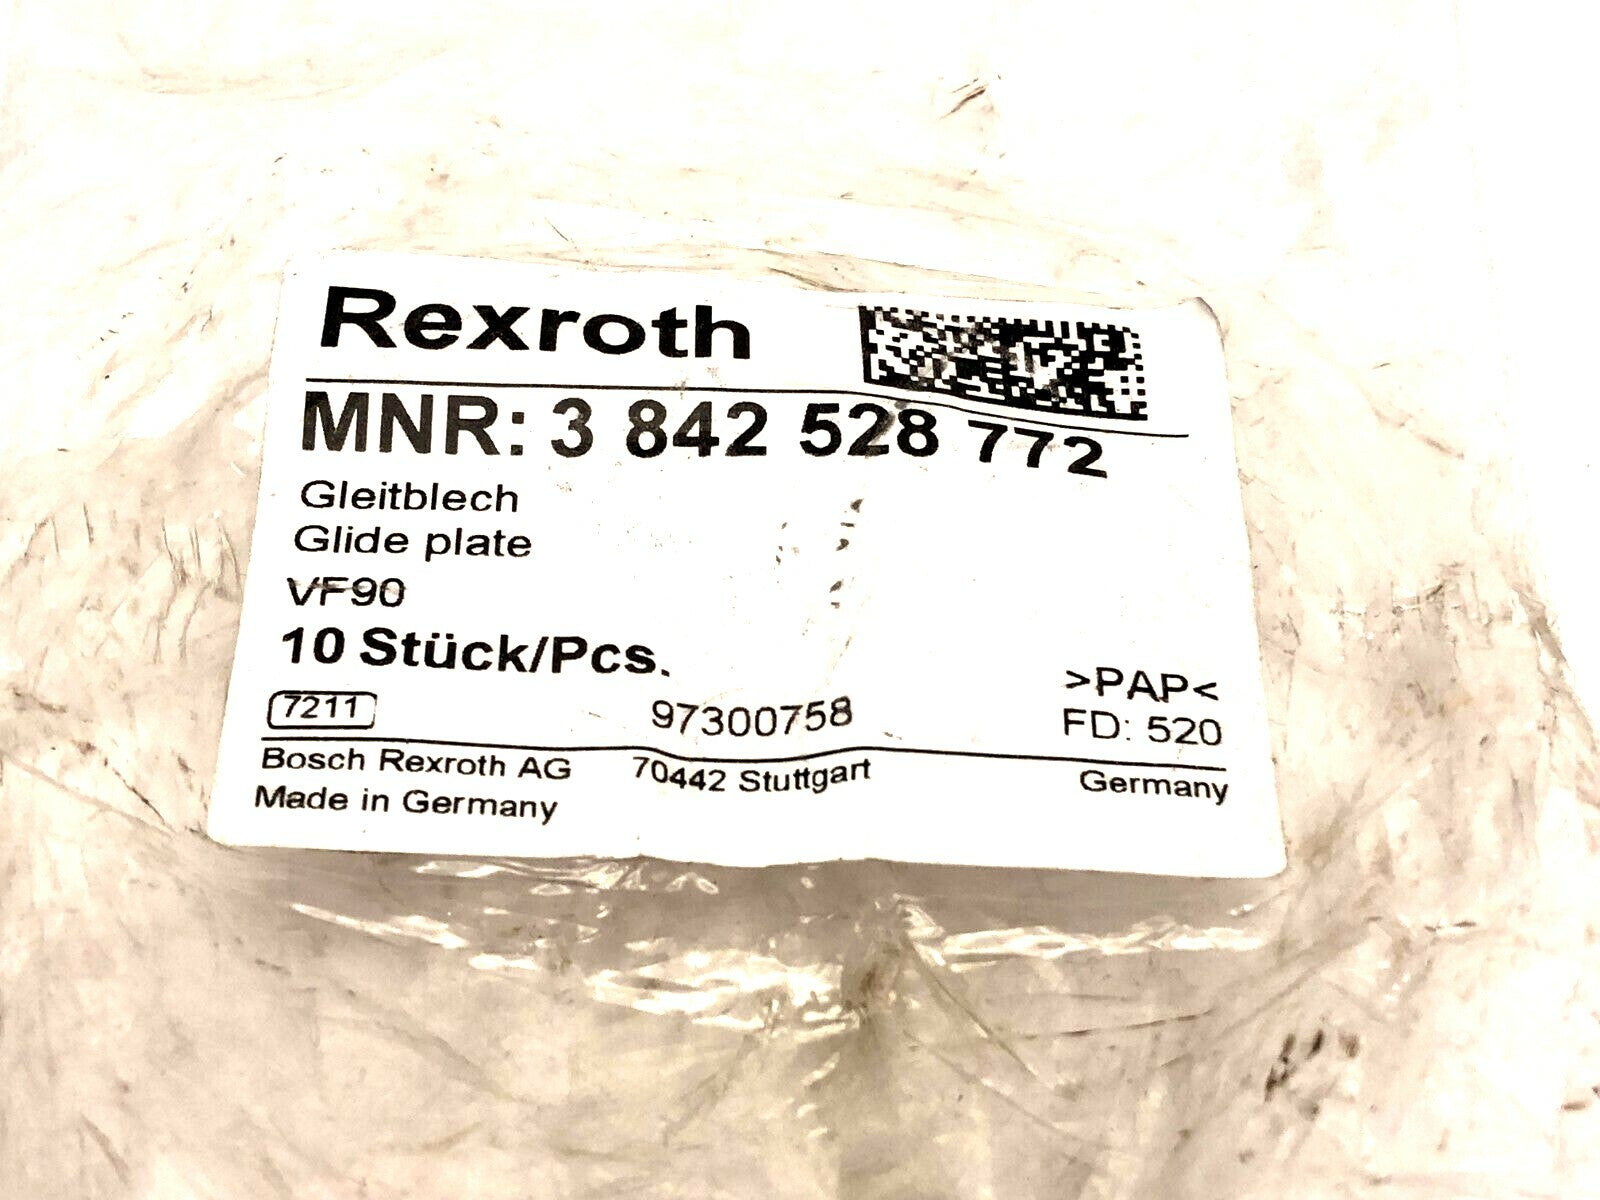 Rexroth
MNR: 3 842 528 772
Gleitblech
Glide plate
VF90
10 Stück/Pcs.
>PAP<
7211 97300758 FD: 520
Bosch Rexroth AG 70442 Stuttgart Germany
Made in Germany